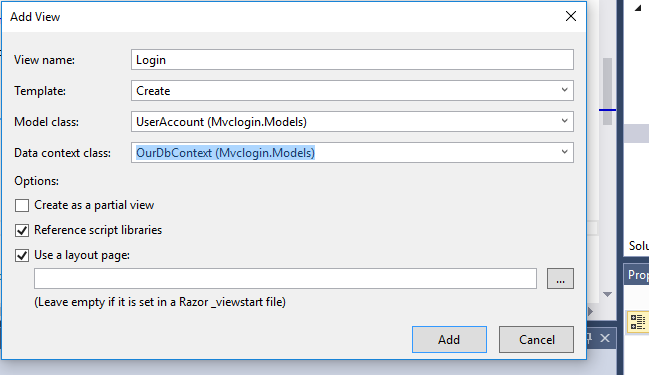 Add View
View name: Login
Template: Create
Model class: UserAccount (Mvclogin.Models)
Data context class: OurDbContext (Mvclogin.Models)
Options:
Create as a partial view
Reference script libraries
Use a layout page:
...
(Leave empty if it is set in a Razor _viewstart file)
Add Cancel
Solu
Prop